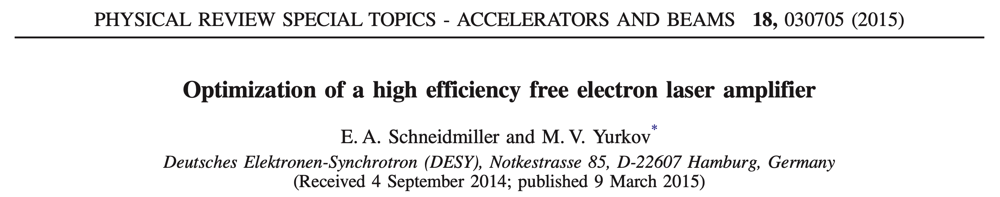 PHYSICAL REVIEW SPECIAL TOPICS - ACCELERATORS AND BEAMS 18, 030705 (2015)
Optimization of a high efficiency free electron laser amplifier
E. A. Schneidmiller and M. V. Yurkov*
Deutsches Elektronen-Synchrotron (DESY), Notkestrasse 85, D-22607 Hamburg, Germany
(Received 4 September 2014; published 9 March 2015)